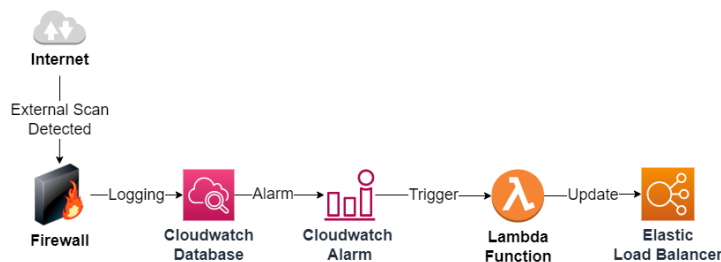 Internet
External Scan
Detected
Logging
Alarm
Trigger
Update
Firewall
Cloudwatch
Database
Cloudwatch
Alarm
Lambda
Function
Elastic
Load Balancer